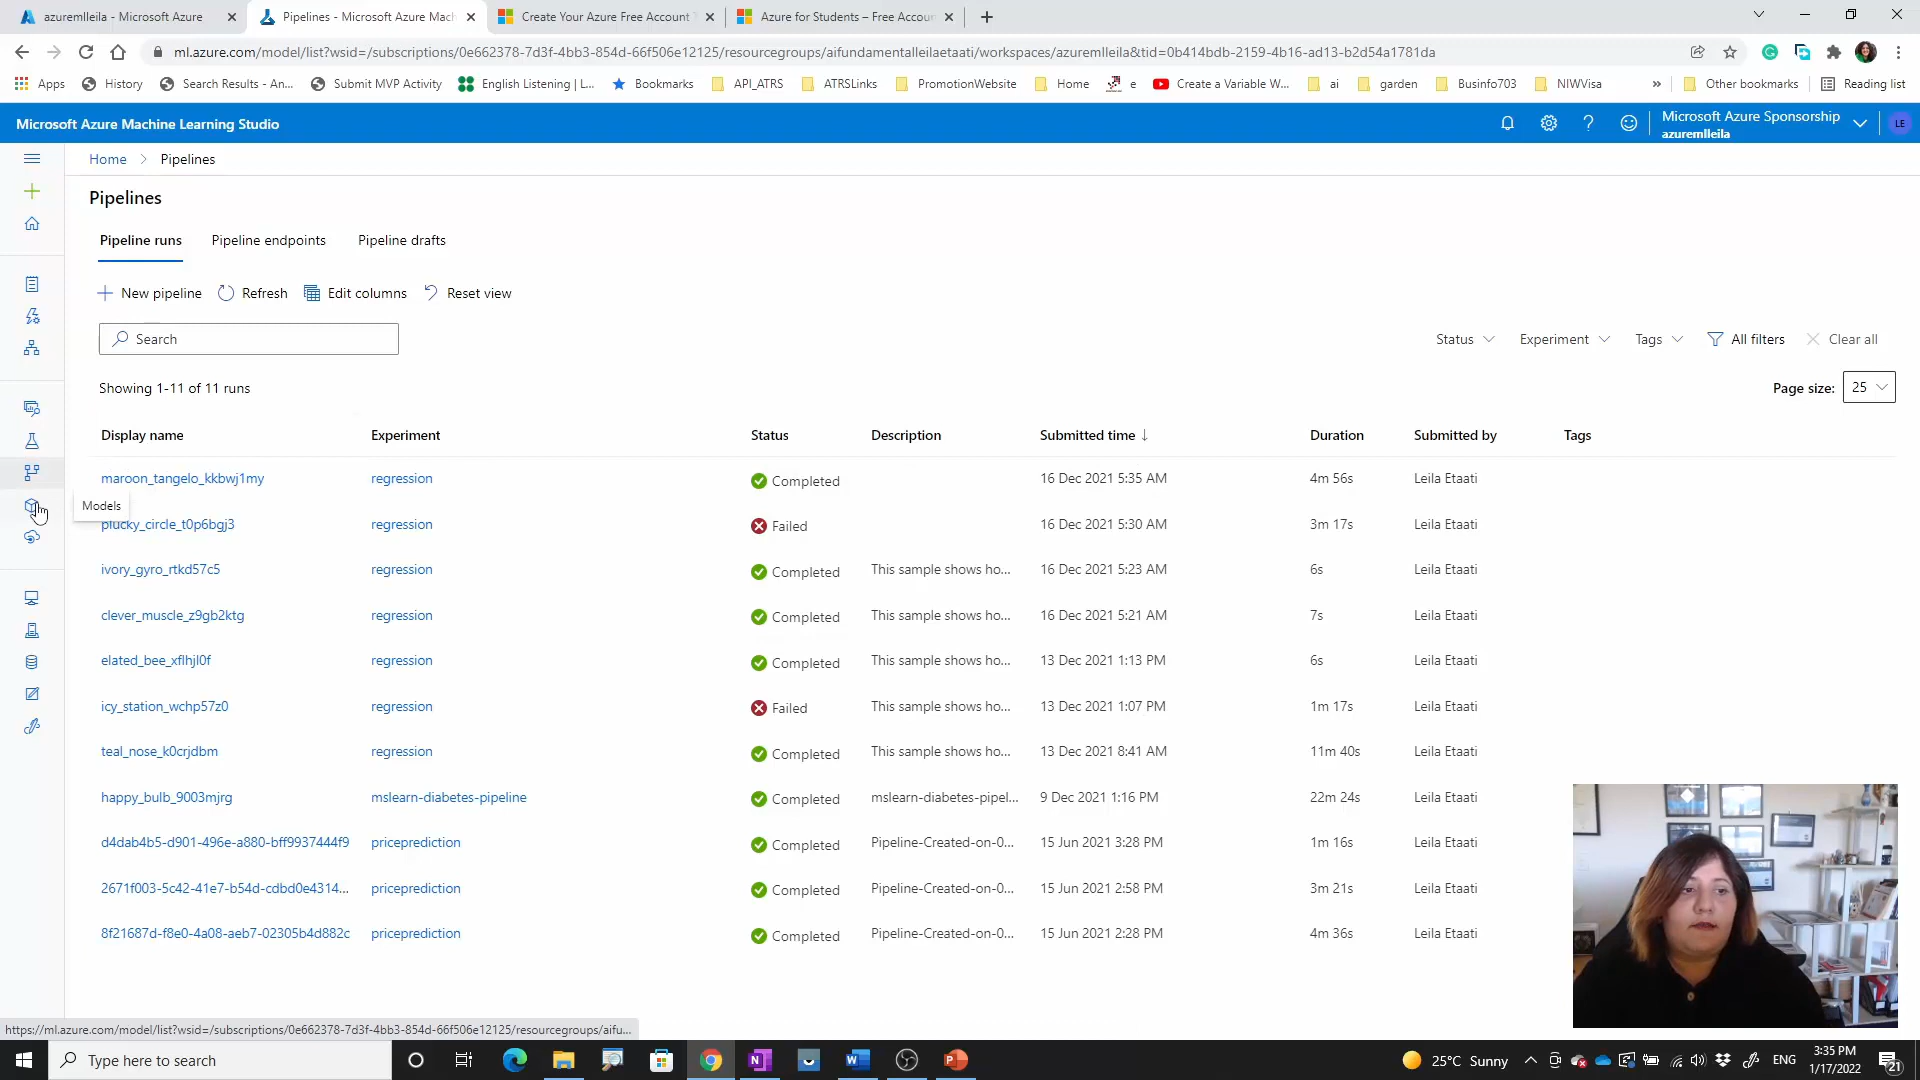 azuremlleila - Microsoft Azure
Pipelines - Microsoft Azure Mach
Create Your Azure Free Account
Azure for Students – Free Accoun
ml.azure.com/model/list?wsid=/subscriptions/0e662378-7d3f-4bb3-854d-66f506e12125/resourcegroups/aifundamentalleilaetaati/workspaces/azuremlleila&tid=0b414bdb-2159-4b16-ad13-b2d54a1781da
Apps
History
Search Results - An...
Submit MVP Activity
English Listening | L...
Bookmarks
API_ATRS
ATRSLinks
PromotionWebsite
Home
e
Create a Variable W...
ai
garden
Businfo703
NIWVisa
»
Other bookmarks
Reading list
Microsoft Azure Machine Learning Studio
Microsoft Azure Sponsorship
azuremlleila
LE
Home > Pipelines
Pipelines
Pipeline runs
Pipeline endpoints
Pipeline drafts
New pipeline
Refresh
Edit columns
Reset view
Search
Status
Experiment
Tags
All filters
Clear all
Showing 1-11 of 11 runs
Page size: 25
Display name Experiment Status Description Submitted time ↓ Duration Submitted by Tags
maroon_tangelo_kkbwj1my regression Completed 16 Dec 2021 5:35 AM 4m 56s Leila Etaati
Models
plucky_circle_t0p6bgj3 regression Failed 16 Dec 2021 5:30 AM 3m 17s Leila Etaati
ivory_gyro_rtkd57c5 regression Completed This sample shows ho... 16 Dec 2021 5:23 AM 6s Leila Etaati
clever_muscle_z9gb2ktg regression Completed This sample shows ho... 16 Dec 2021 5:21 AM 7s Leila Etaati
elated_bee_xflhjl0f regression Completed This sample shows ho... 13 Dec 2021 1:13 PM 6s Leila Etaati
icy_station_wchp57z0 regression Failed This sample shows ho... 13 Dec 2021 1:07 PM 1m 17s Leila Etaati
teal_nose_k0crjdbm regression Completed This sample shows ho... 13 Dec 2021 8:41 AM 11m 40s Leila Etaati
happy_bulb_9003mjrg mslearn-diabetes-pipeline Completed mslearn-diabetes-pipel... 9 Dec 2021 1:16 PM 22m 24s Leila Etaati
d4dab4b5-d901-496e-a880-bff9937444f9 priceprediction Completed Pipeline-Created-on-0... 15 Jun 2021 3:28 PM 1m 16s Leila Etaati
2671f003-5c42-41e7-b54d-cdbd0e4314... priceprediction Completed Pipeline-Created-on-0... 15 Jun 2021 2:58 PM 3m 21s Leila Etaati
8f21687d-f8e0-4a08-aeb7-02305b4d882c priceprediction Completed Pipeline-Created-on-0... 15 Jun 2021 2:28 PM 4m 36s Leila Etaati
https://ml.azure.com/model/list?wsid=/subscriptions/0e662378-7d3f-4bb3-854d-66f506e12125/resourcegroups/aifu...
Type here to search
25°C Sunny
ENG
3:35 PM
1/17/2022
21